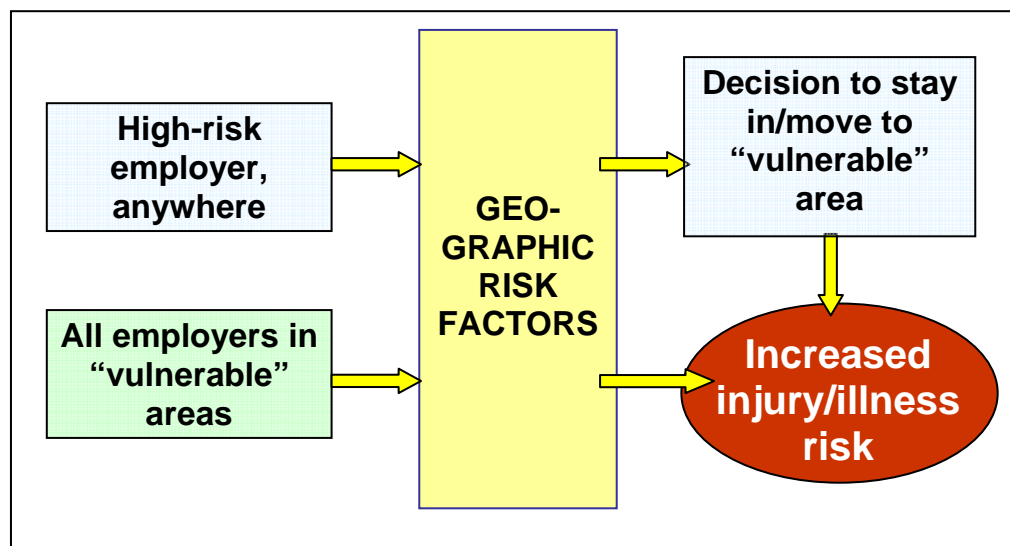 High-risk
employer,
anywhere
All employers in
“vulnerable”
areas
GEO-
GRAPHIC
RISK
FACTORS
Decision to stay
in/move to
“vulnerable”
area
Increased
injury/illness
risk